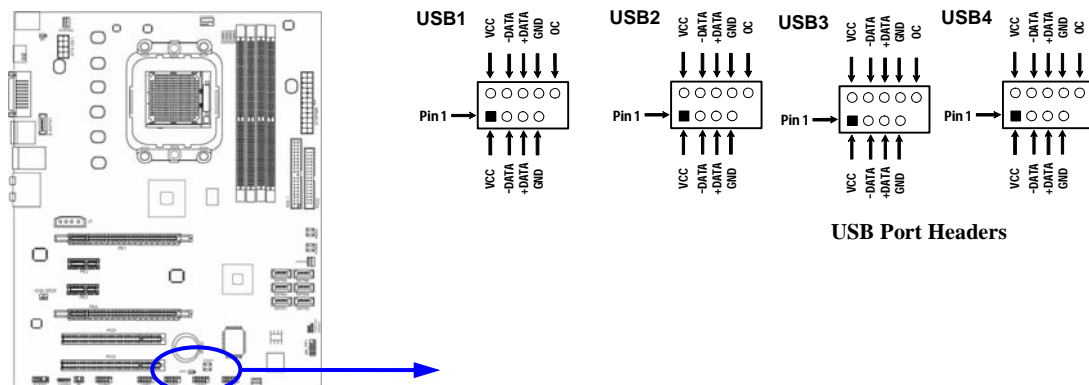 USB1
VCC
-DATA
+DATA
GND
OC
Pin 1
VCC
-DATA
+DATA
GND
USB2
VCC
-DATA
+DATA
GND
OC
Pin 1
VCC
-DATA
+DATA
GND
USB3
VCC
-DATA
+DATA
GND
OC
Pin 1
VCC
-DATA
+DATA
GND
USB4
VCC
-DATA
+DATA
GND
OC
Pin 1
VCC
-DATA
+DATA
GND
USB Port Headers